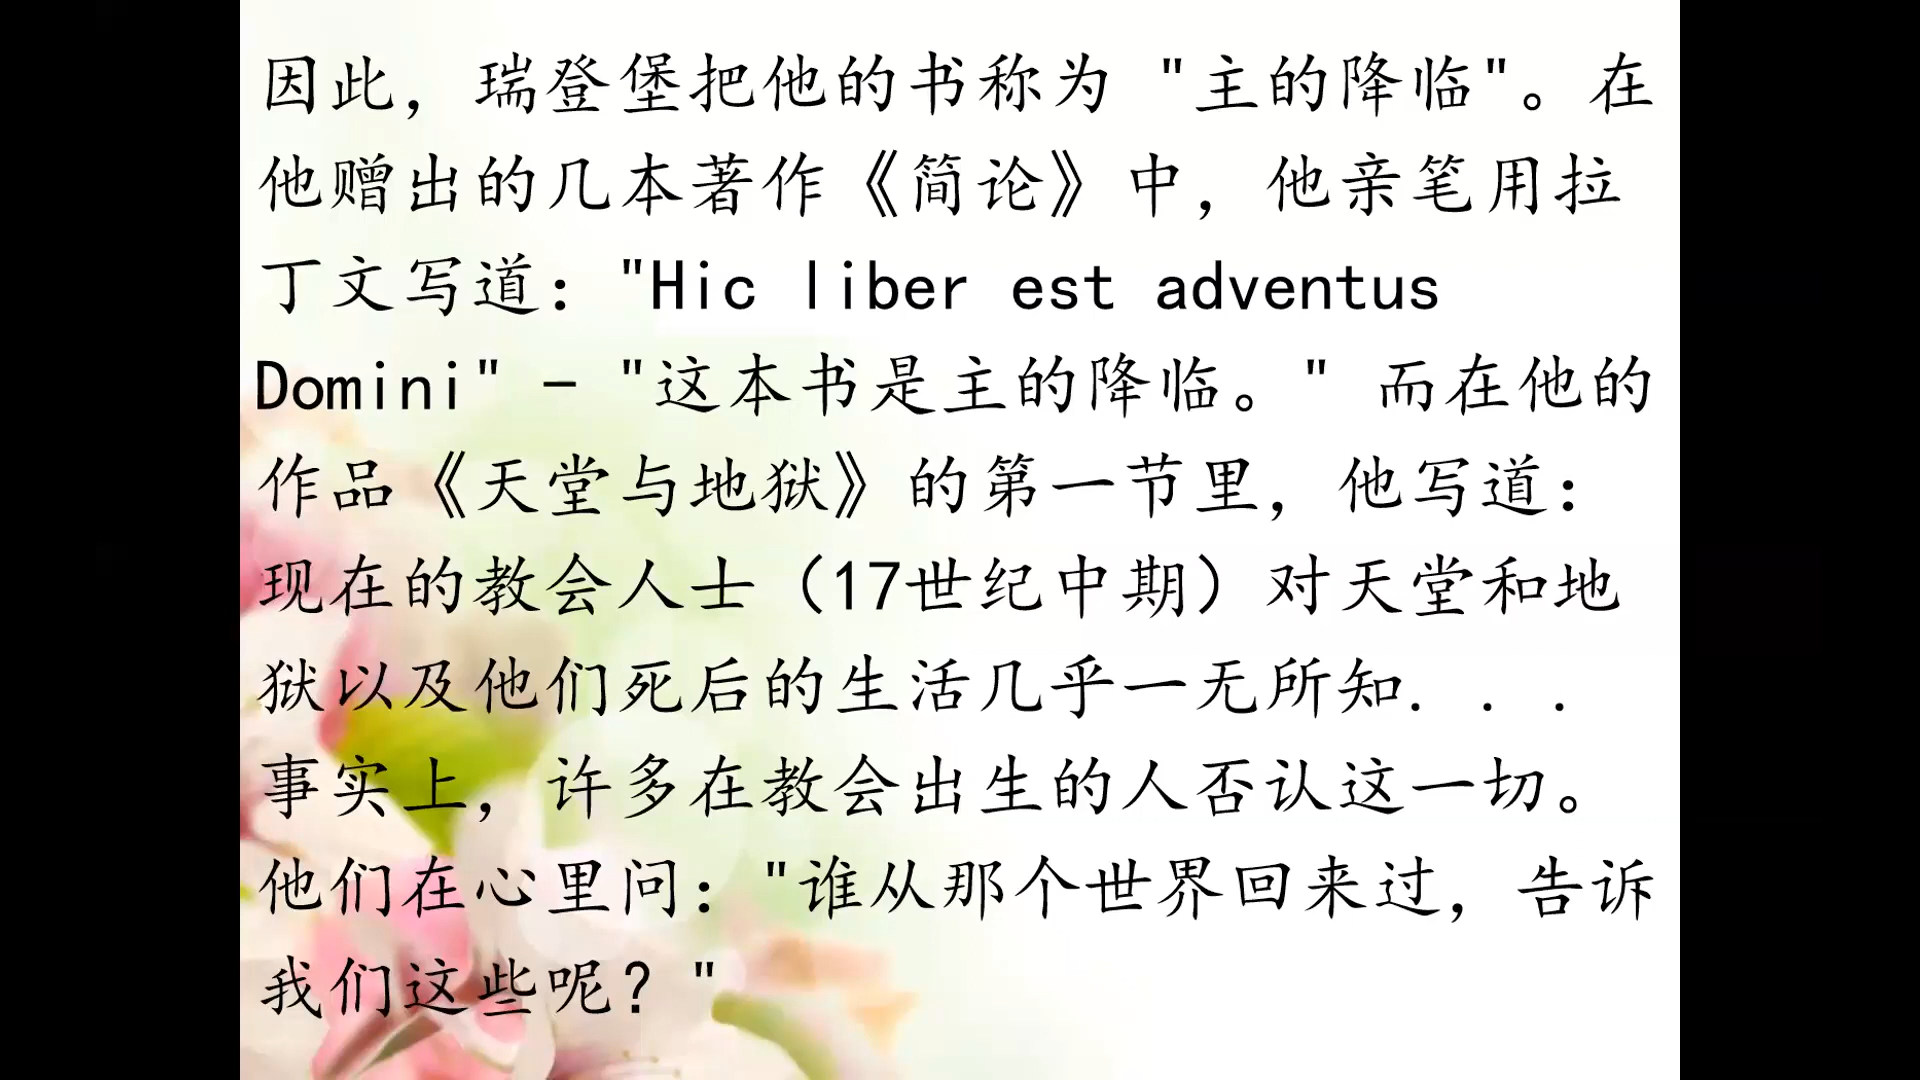 因此，瑞登堡把他的书称为 "主的降临"。在
他赠出的几本著作《简论》中，他亲笔用拉
丁文写道："Hic liber est adventus
Domini" - "这本书是主的降临。" 而在他的
作品《天堂与地狱》的第一节里，他写道：
现在的教会人士（17世纪中期）对天堂和地
狱以及他们死后的生活几乎一无所知. . .
事实上，许多在教会出生的人否认这一切。
他们在心里问："谁从那个世界回来过，告诉
我们这些呢？"